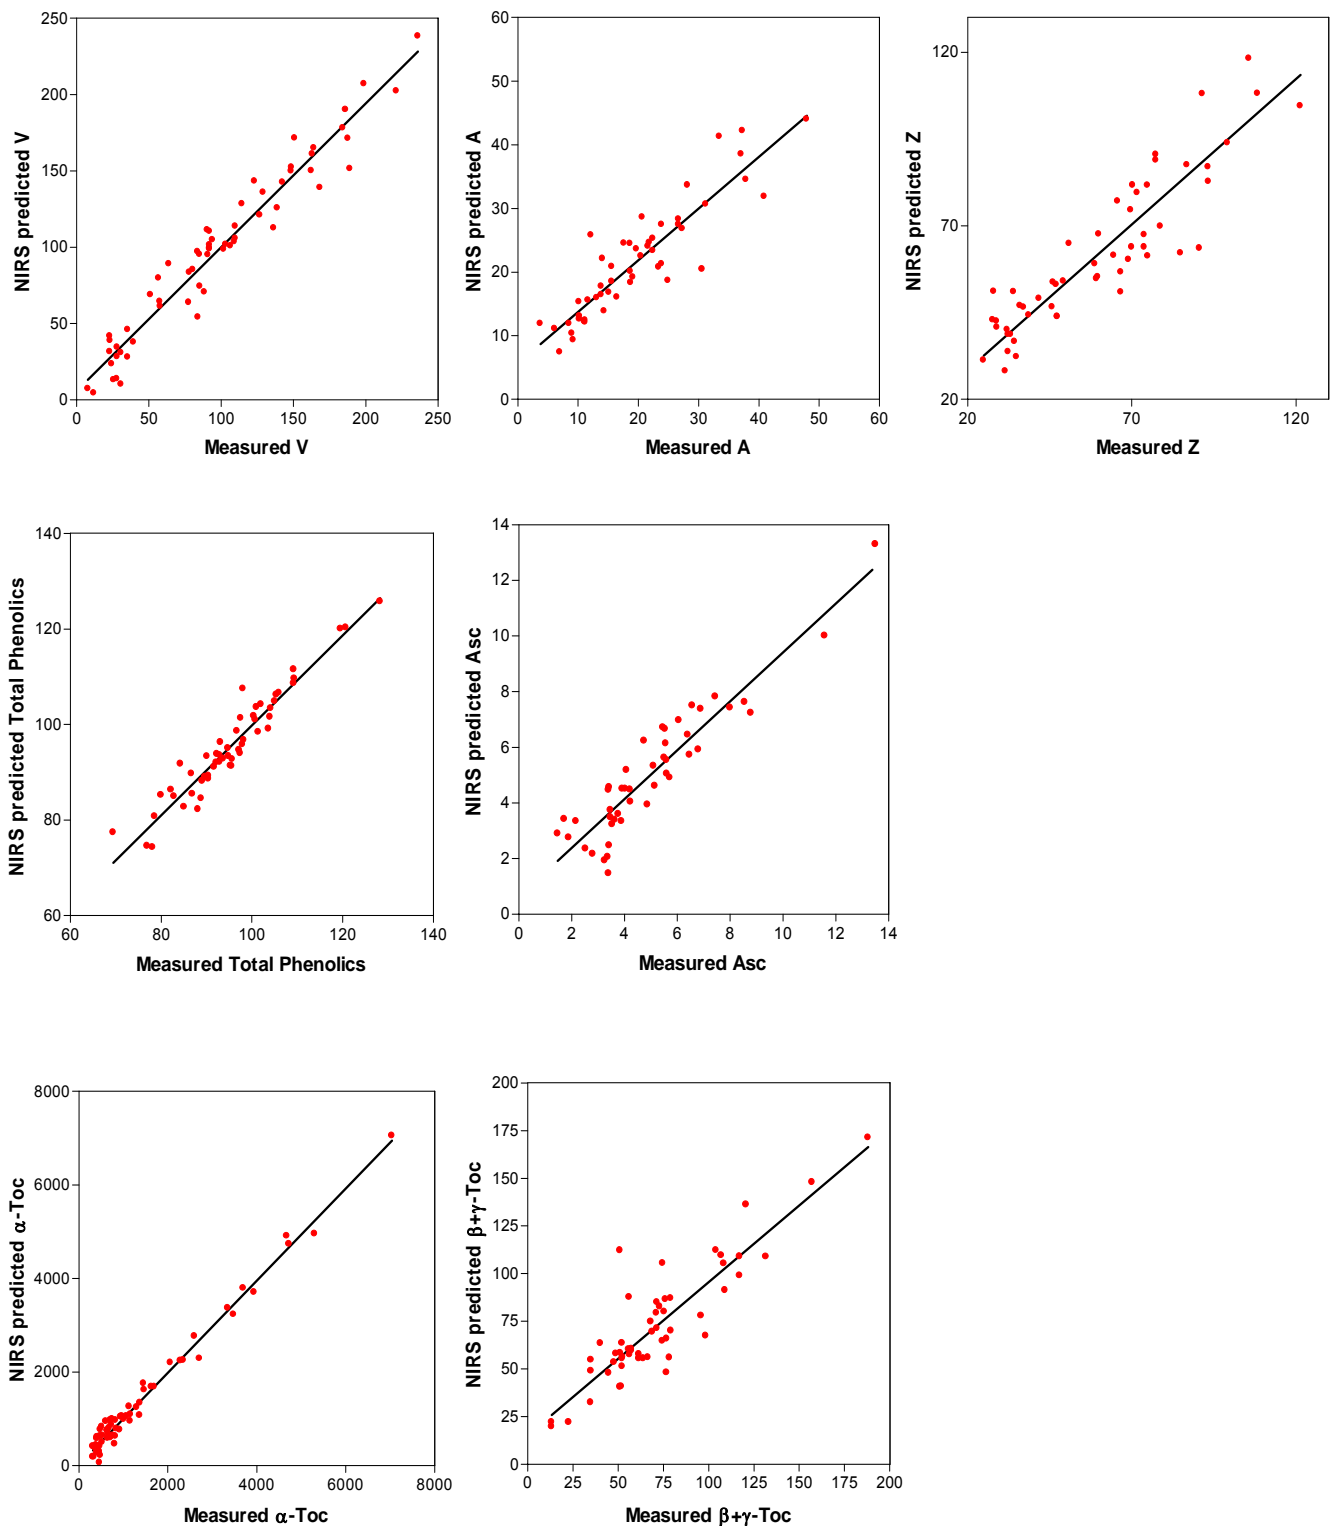 250
200
150
100
50
0
NIRS predicted V
0 50 100 150 200 250
Measured V
60
50
40
30
20
10
0
NIRS predicted A
0 10 20 30 40 50 60
Measured A
120
70
20
NIRS predicted Z
20 70 120
Measured Z
140
120
100
80
60
NIRS predicted Total Phenolics
60 80 100 120 140
Measured Total Phenolics
14
12
10
8
6
4
2
0
NIRS predicted Asc
0 2 4 6 8 10 12 14
Measured Asc
8000
6000
4000
2000
0
NIRS predicted α-Toc
0 2000 4000 6000 8000
Measured α-Toc
200
175
150
125
100
75
50
25
0
NIRS predicted β+γ-Toc
0 25 50 75 100 125 150 175 200
Measured β+γ-Toc